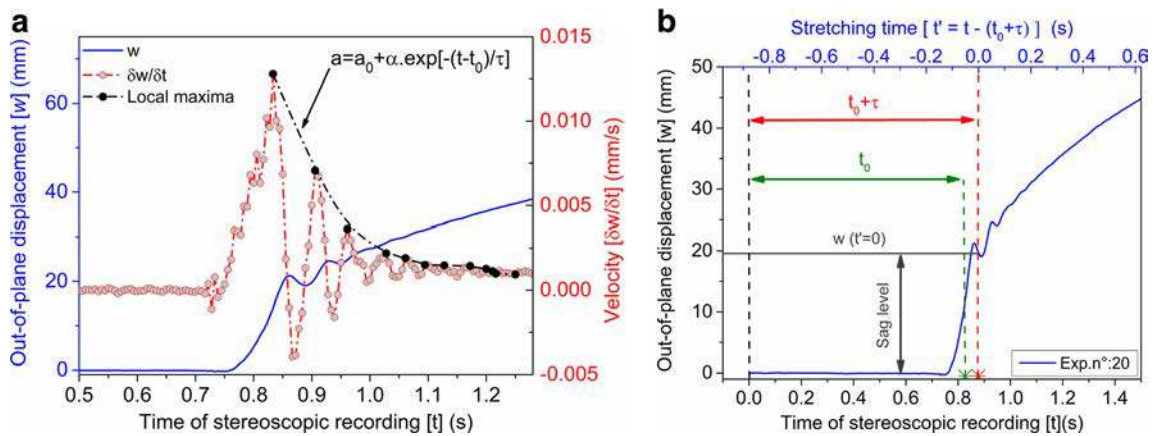 a
w
δw/δt
Local maxima
a=a₀+α.exp[-(t-t₀)/τ]
Out-of-plane displacement [w] (mm)
60
40
20
0
Velocity [δw/δt] (mm/s)
0.015
0.010
0.005
0.000
-0.005
0.5 0.6 0.7 0.8 0.9 1.0 1.1 1.2
Time of stereoscopic recording [t] (s)
b
Stretching time [ t' = t - (t₀+τ) ] (s)
-0.8 -0.6 -0.4 -0.2 0.0 0.2 0.4 0.6
Out-of-plane displacement [w] (mm)
50
40
30
20
10
0
t₀+τ
t₀
w (t'=0)
Sag level
Exp.n°:20
0.0 0.2 0.4 0.6 0.8 1.0 1.2 1.4
Time of stereoscopic recording [t](s)